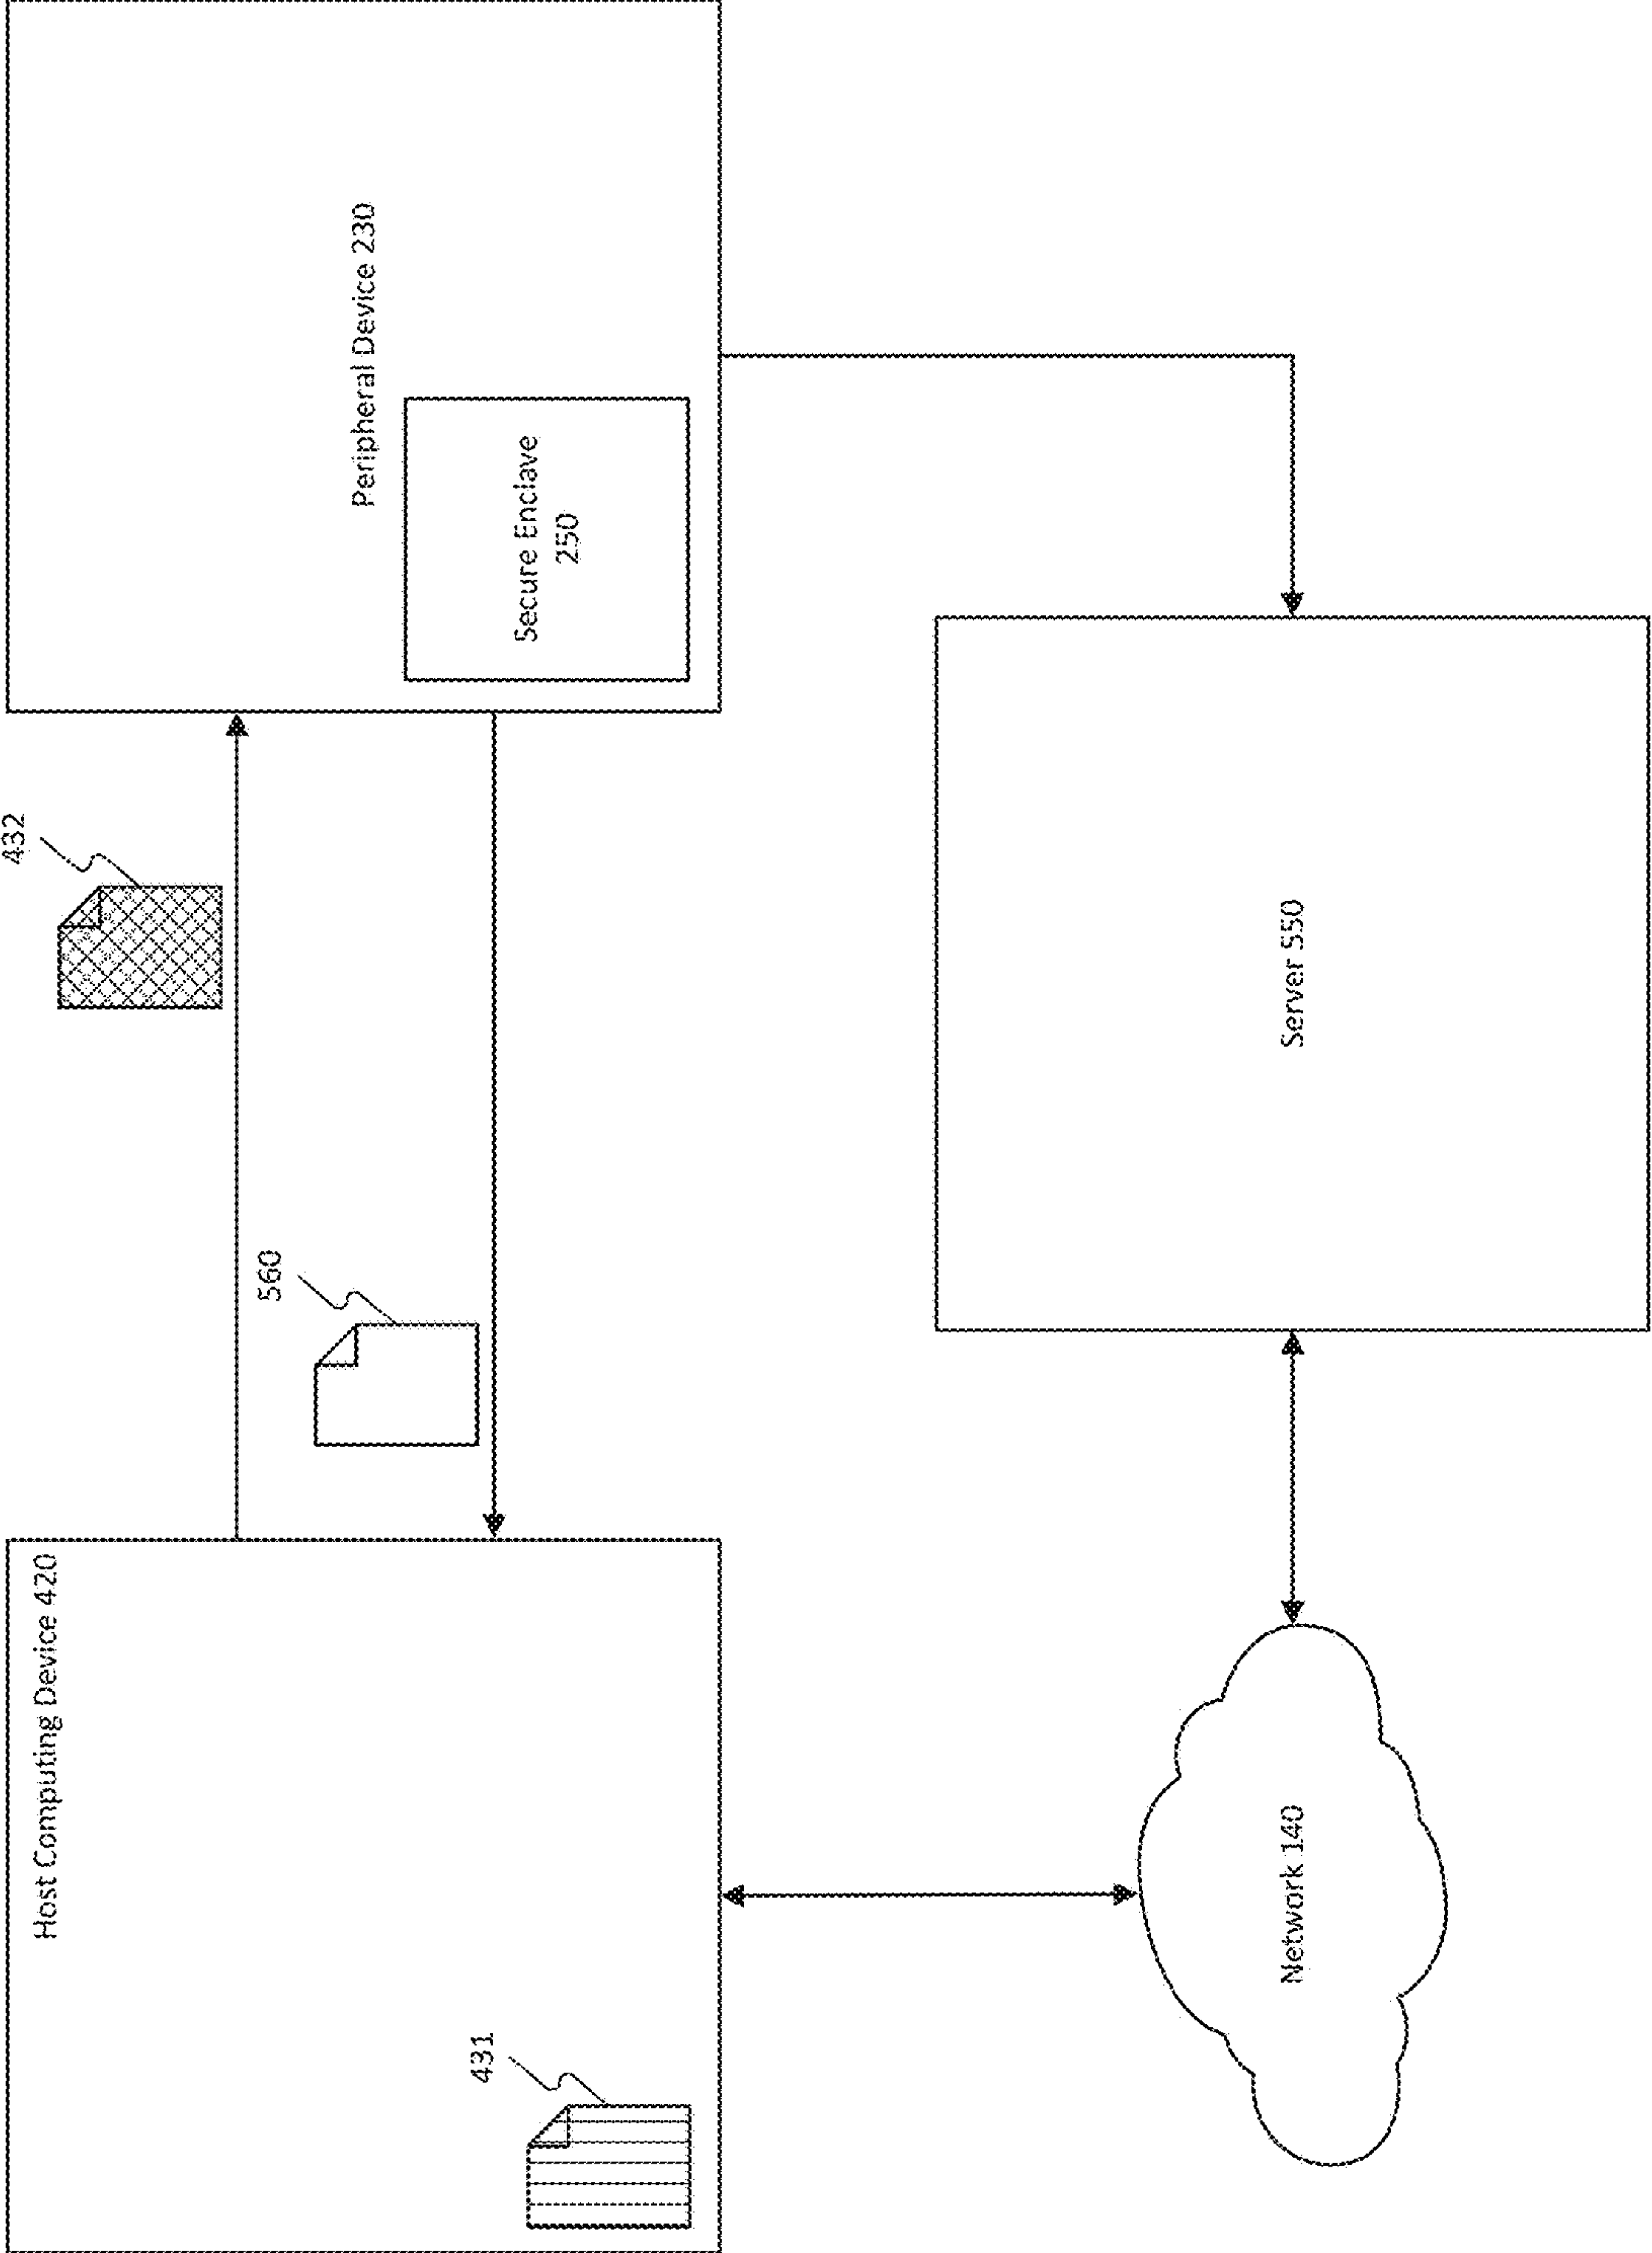 Host Computing Device 420
431
432
560
Peripheral Device 230
Secure Enclave
250
Network 140
Server 550